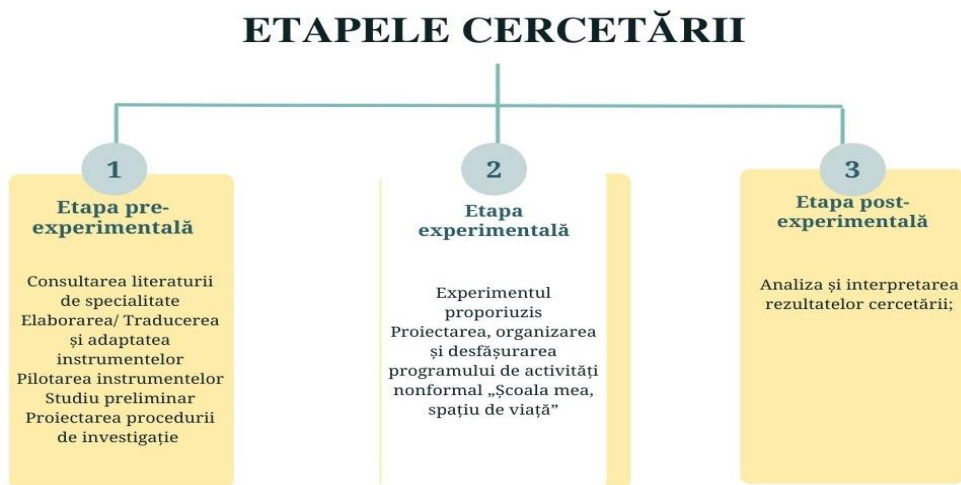 ETAPELE CERCETĂRII
1
Etapa pre-
experimentală
Consultarea literaturii
de specialitate
Elaborarea/ Traducerea
și adaptatea
instrumentelor
Pilotarea instrumentelor
Studiu preliminar
Proiectarea procedurii
de investigație
2
Etapa
experimentală
Experimentul
proporiuzis
Proiectarea, organizarea
și desfășurarea
programului de activități
nonformal „Școala mea,
spațiu de viață”
3
Etapa post-
experimentală
Analiza și interpretarea
rezultatelor cercetării;